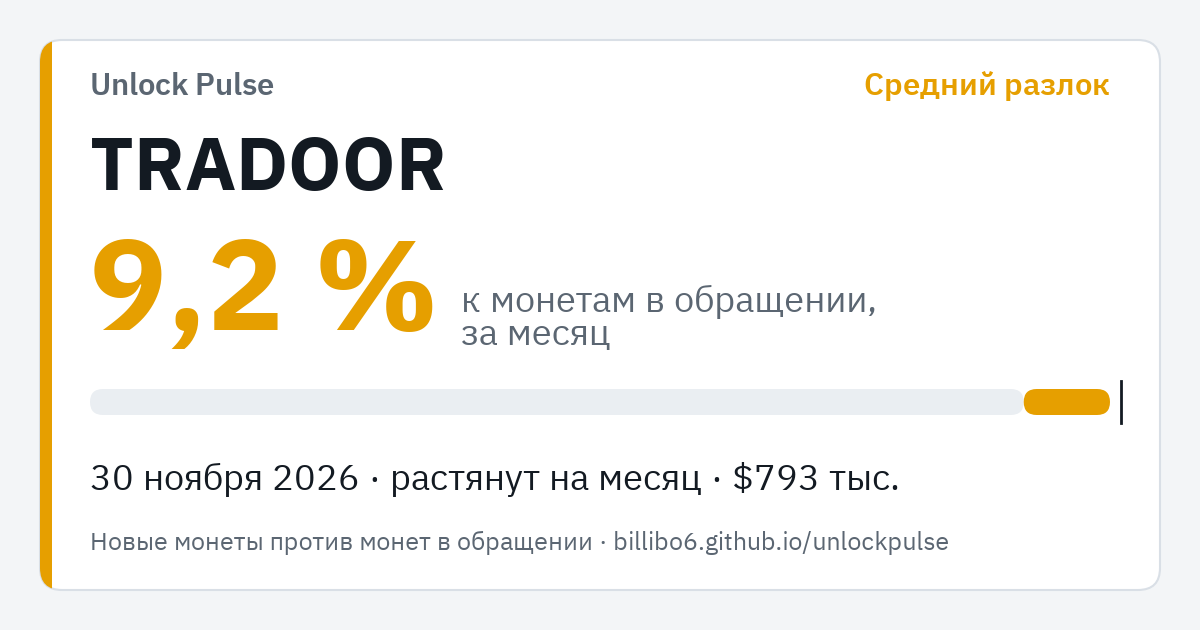 Unlock Pulse
Средний разлок
TRADOOR
9,2 %
к монетам в обращении,
за месяц
30 ноября 2026 · растянут на месяц · $793 тыс.
Новые монеты против монет в обращении · billibo6.github.io/unlockpulse